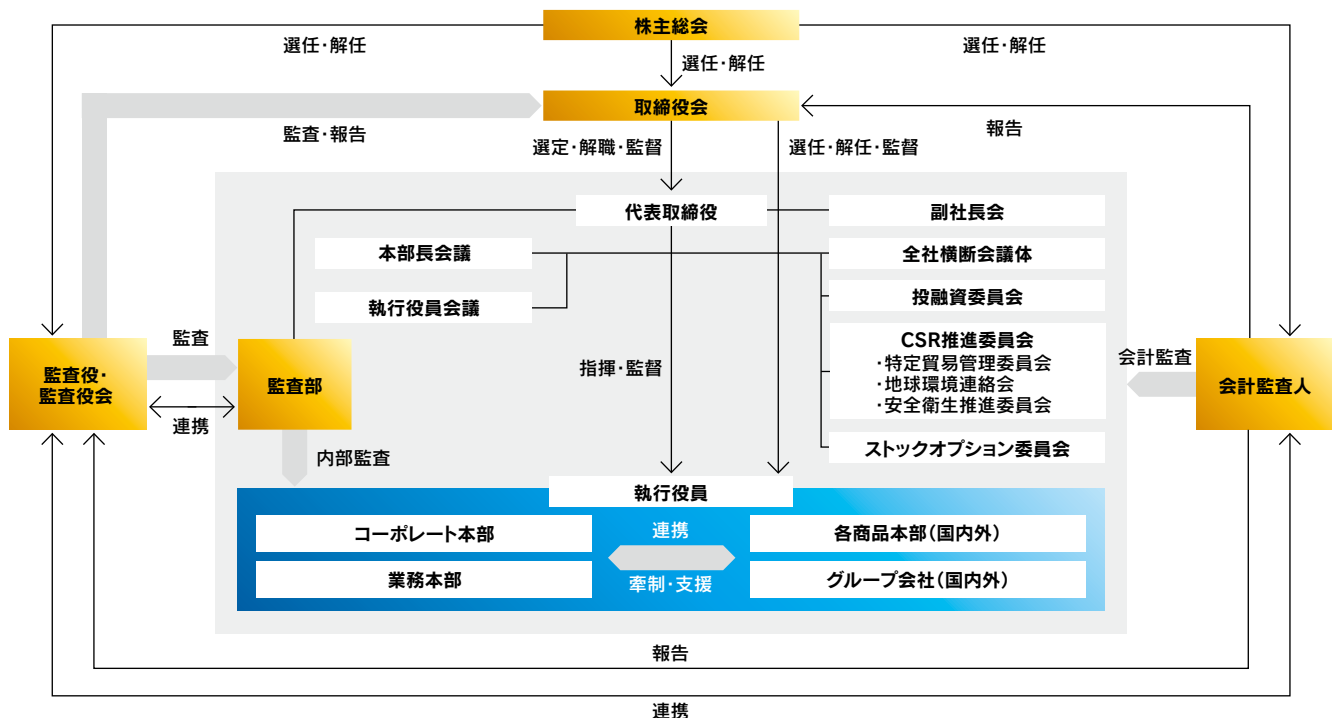 株主総会
選任・解任
選任・解任
選任・解任
取締役会
監査・報告
報告
選定・解職・監督
選任・解任・監督
代表取締役
副社長会
本部長会議
全社横断会議体
執行役員会議
投融資委員会
監査
CSR推進委員会
・特定貿易管理委員会
・地球環境連絡会
・安全衛生推進委員会
会計監査
監査役・
監査役会
監査部
指揮・監督
会計監査人
連携
内部監査
ストックオプション委員会
執行役員
コーポレート本部
連携
各商品本部(国内外)
業務本部
牽制・支援
グループ会社(国内外)
報告
連携